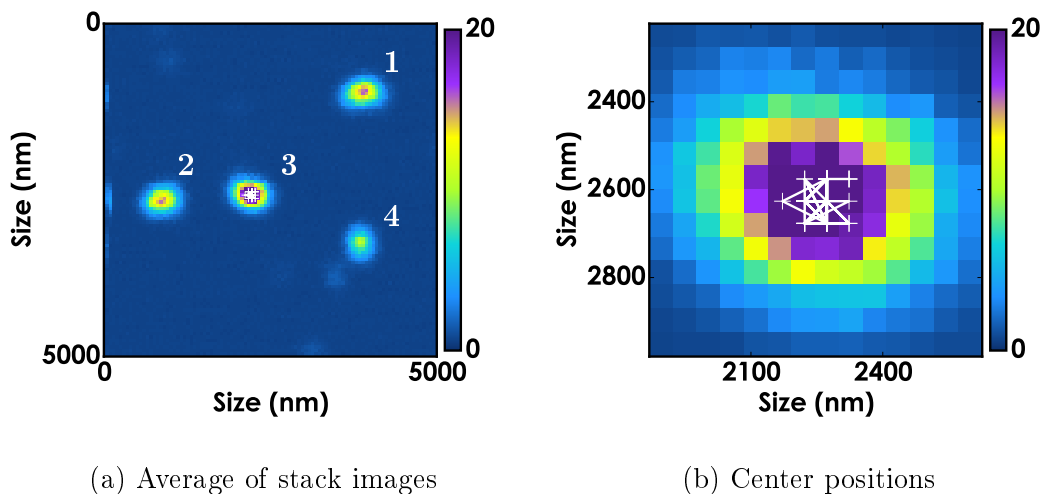 0
20
1
2
3
4
Size (nm)
5000
0
0
5000
Size (nm)
(a) Average of stack images
20
2400
2600
2800
Size (nm)
0
2100
2400
Size (nm)
(b) Center positions